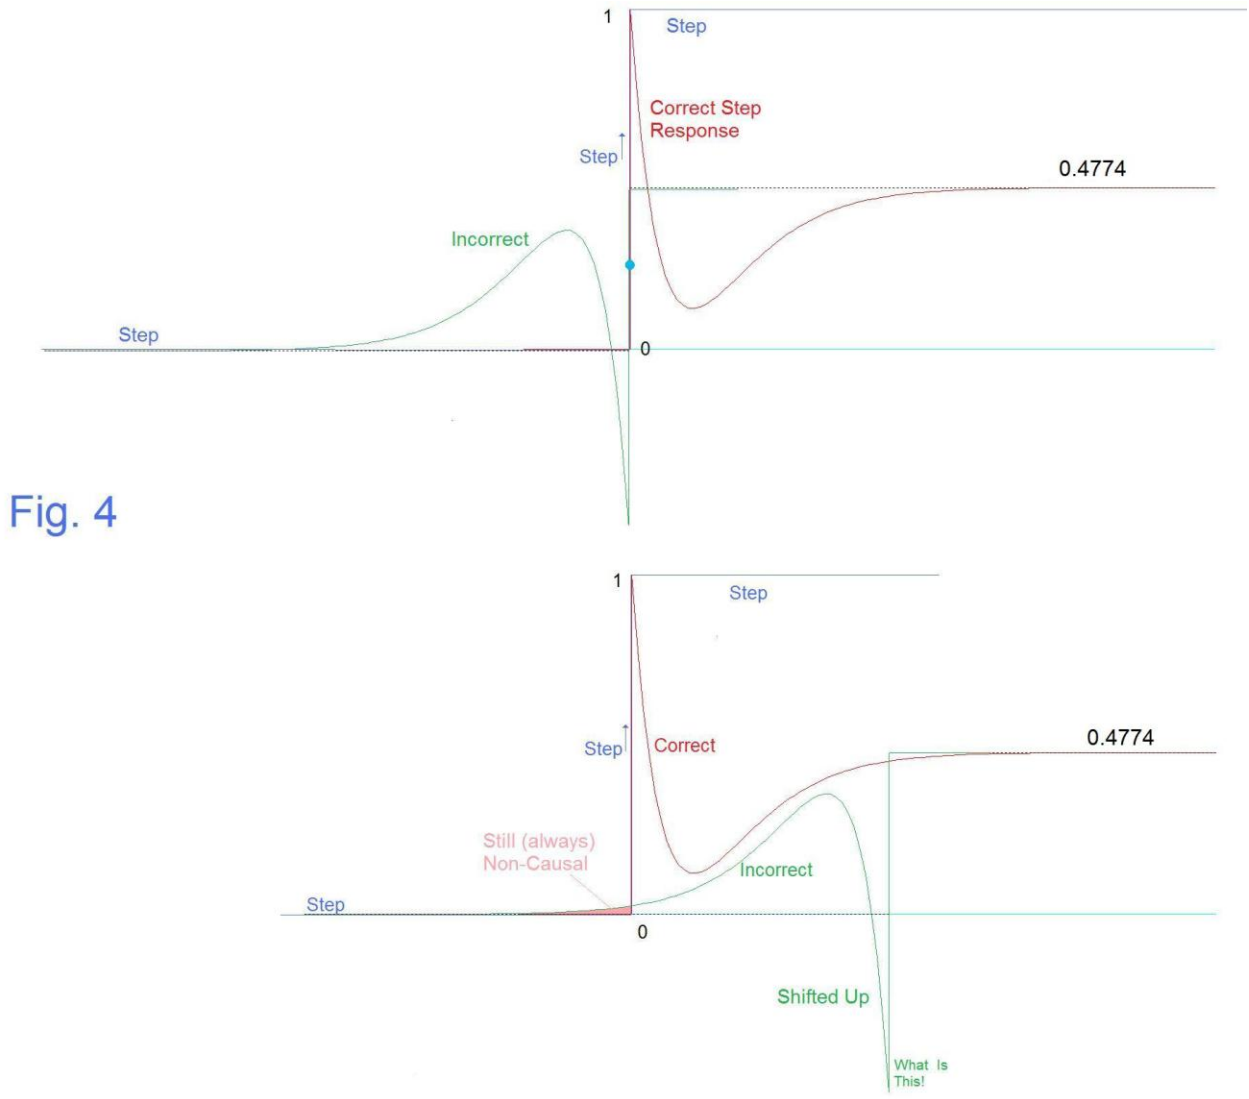 1
Step
Correct Step
Response
Step
0.4774
Incorrect
Step
0
Fig. 4
1
Step
Step
Correct
0.4774
Still (always)
Non-Causal
Incorrect
Step
0
Shifted Up
What Is
This!